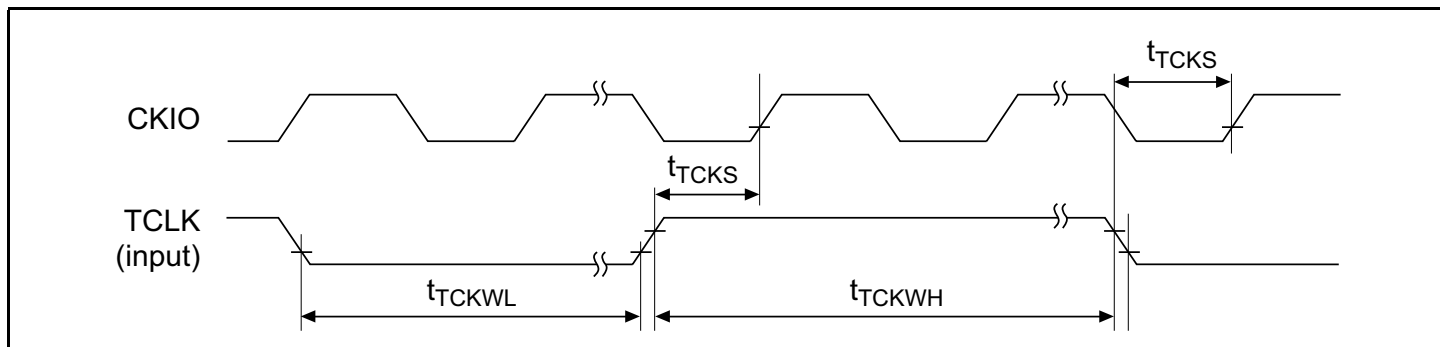 tTCKS
CKIO
tTCKS
TCLK
(input)
tTCKWL
tTCKWH